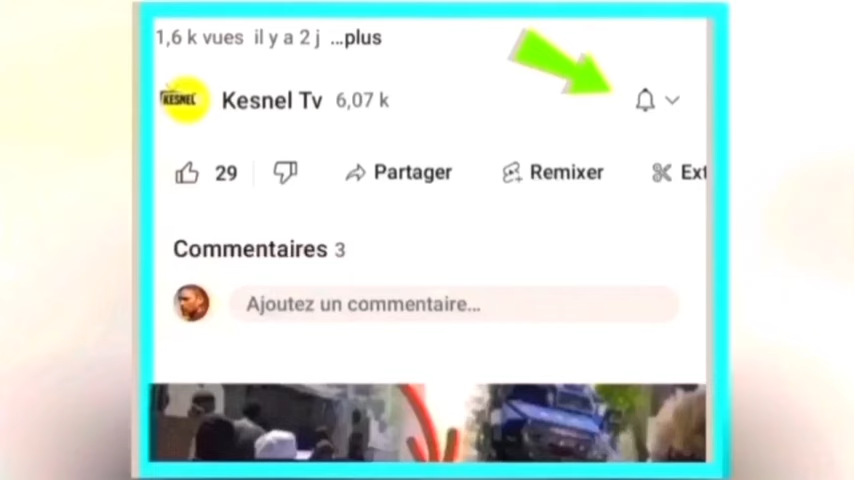 1,6 k vues il y a 2 j ...plus
KESNEL
Kesnel Tv 6,07 k
29 Partager Remixer Ext
Commentaires 3
Ajoutez un commentaire...